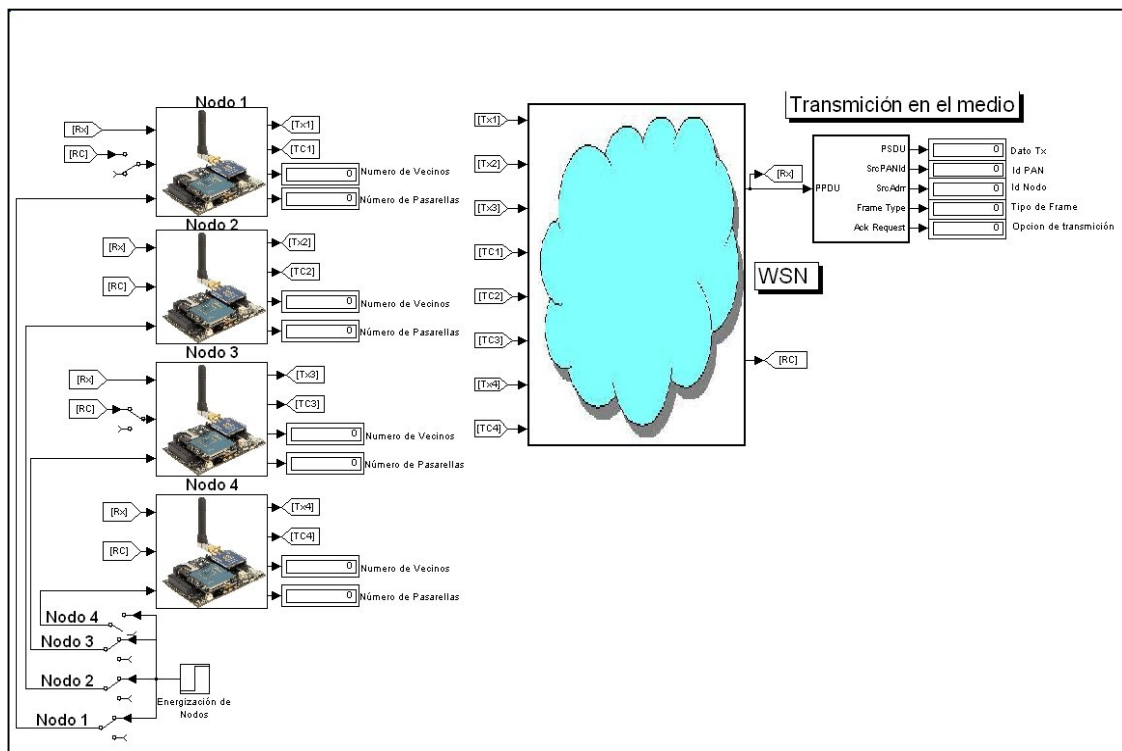 Nodo 1
[Rx]
[RC]
[Tx1]
[TC1]
0
Numero de Vecinos
0
Número de Pasarellas
Nodo 2
[Rx]
[RC]
[Tx2]
[TC2]
0
Numero de Vecinos
0
Número de Pasarellas
Nodo 3
[Rx]
[RC]
[Tx3]
[TC3]
0
Numero de Vecinos
0
Número de Pasarellas
Nodo 4
[Rx]
[RC]
[Tx4]
[TC4]
0
Numero de Vecinos
0
Número de Pasarellas
Nodo 4
Nodo 3
Nodo 2
Nodo 1
Energización de
Nodos
[Tx1]
[Tx2]
[Tx3]
[TC1]
[TC2]
[TC3]
[Tx4]
[TC4]
[Rx]
WSN
[RC]
Transmición en el medio
PPDU
PSDU 0 Dato Tx
SrcPANId 0 Id PAN
SrcAdrr 0 Id Nodo
Frame Type 0 Tipo de Frame
Ack Request 0 Opcion de transmición